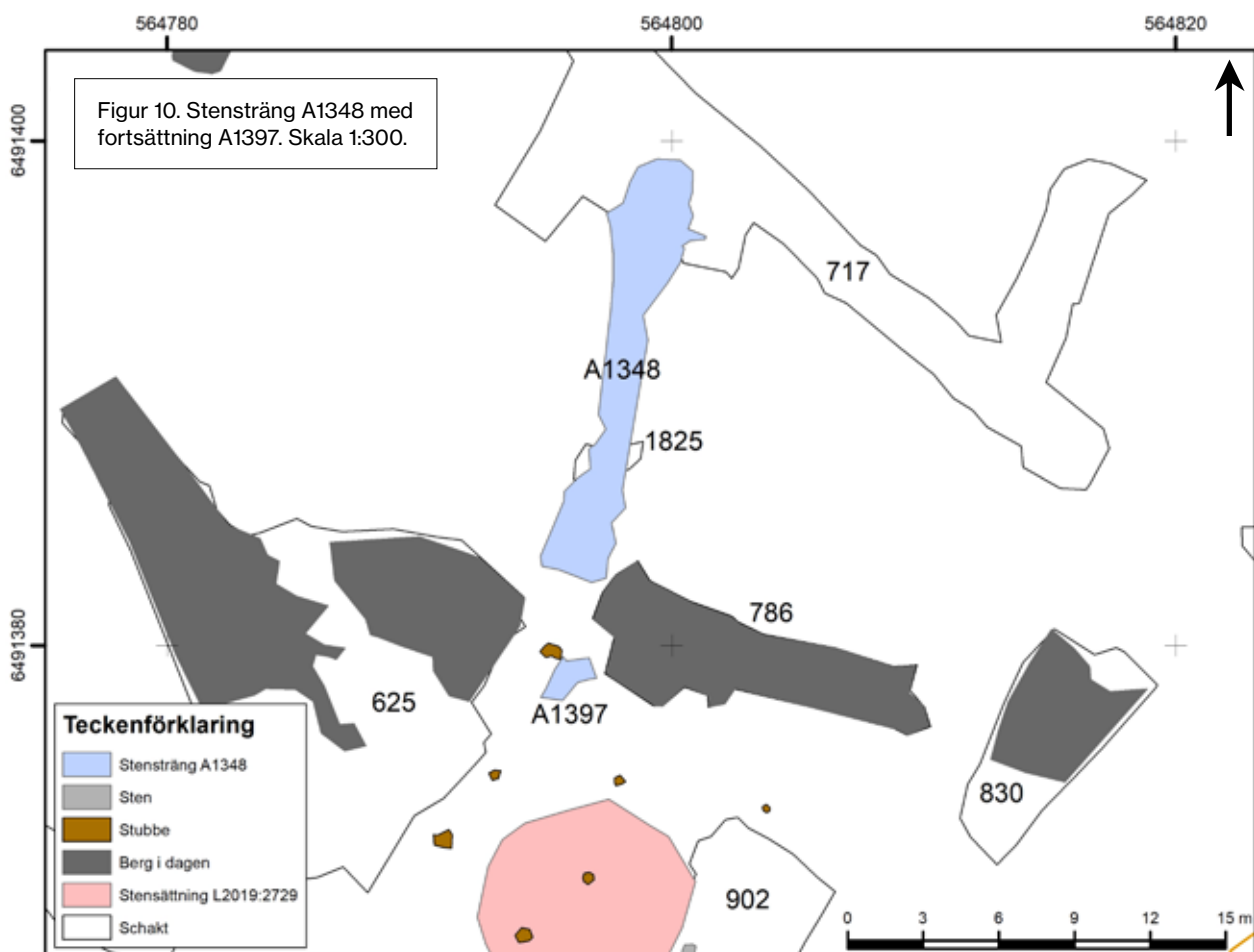 564780
564800
564820
Figur 10. Stensträng A1348 med
fortsättning A1397. Skala 1:300.
6491400
717
A1348
1825
786
6491380
625
A1397
830
902
Teckenförklaring
Stensträng A1348
Sten
Stubbe
Berg i dagen
Stensättning L2019:2729
Schakt
0 3 6 9 12 15 m